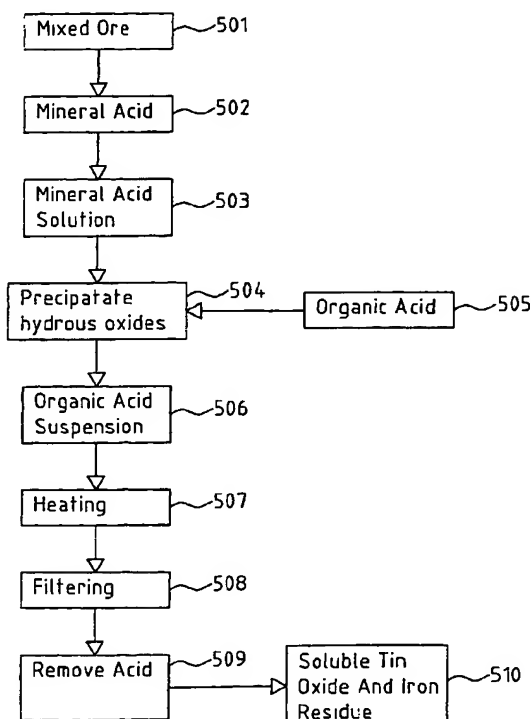 Mixed Ore
501
Mineral Acid
502
Mineral Acid
Solution
503
Precipatate
hydrous oxides
504
Organic Acid
505
Organic Acid
Suspension
506
Heating
507
Filtering
508
Remove Acid
509
Soluble Tin
Oxide And Iron
Residue
510